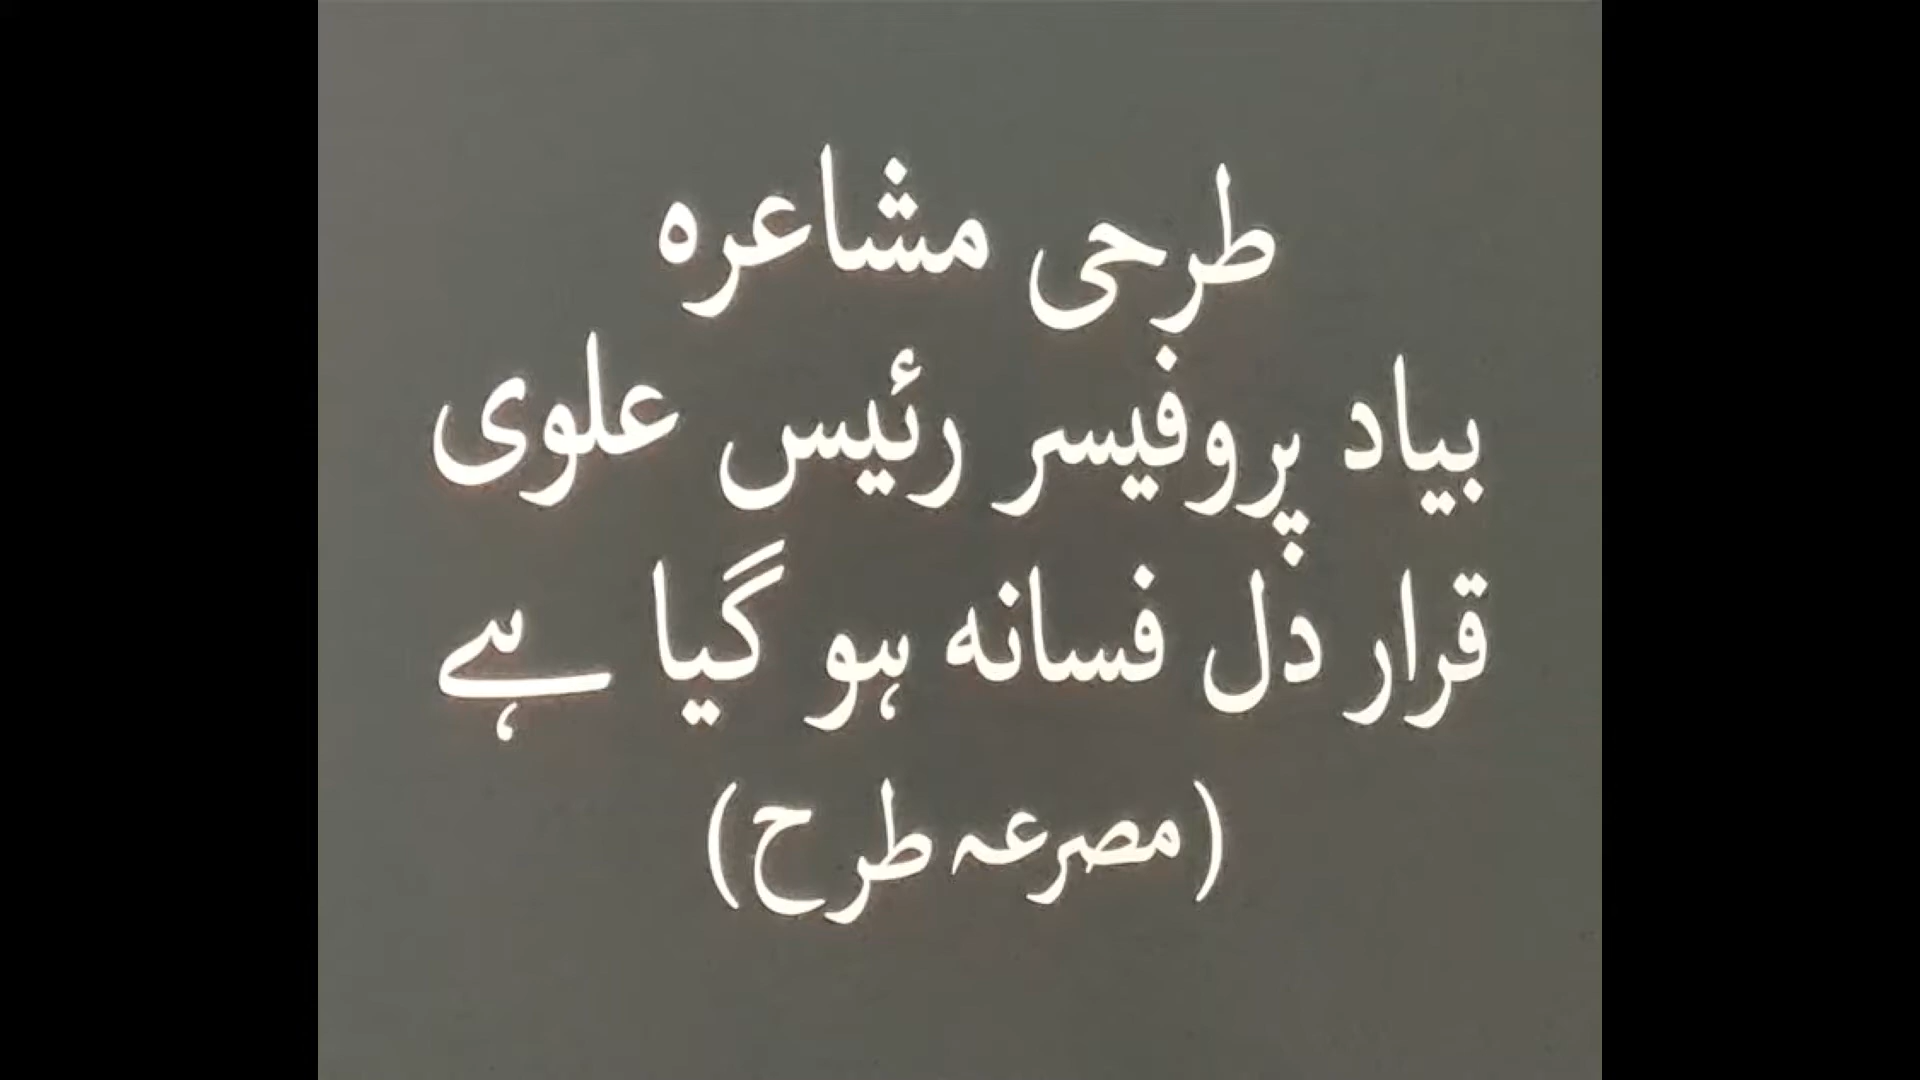 طرحی مشاعرہ
بیاد پروفیسر رئیس علوی
قرار دل فسانہ ہو گیا ہے
(مصرعہ طرح)